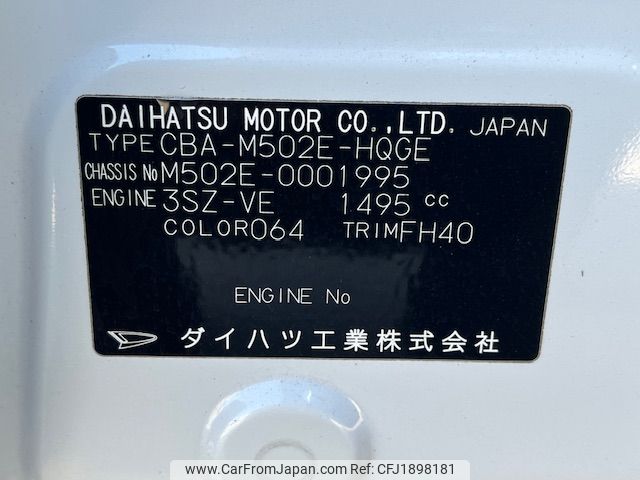 DAIHATSU MOTOR CO.,LTD. JAPAN
TYPE CBA-M502E-HQGE
CHASSIS No M502E-0001995
ENGINE 3SZ-VE 1495 cc
COLOR 064 TRIM FH40
ENGINE No
ダイハツ工業株式会社
www.CarFromJapan.com | Ref. No: CFJ1898181